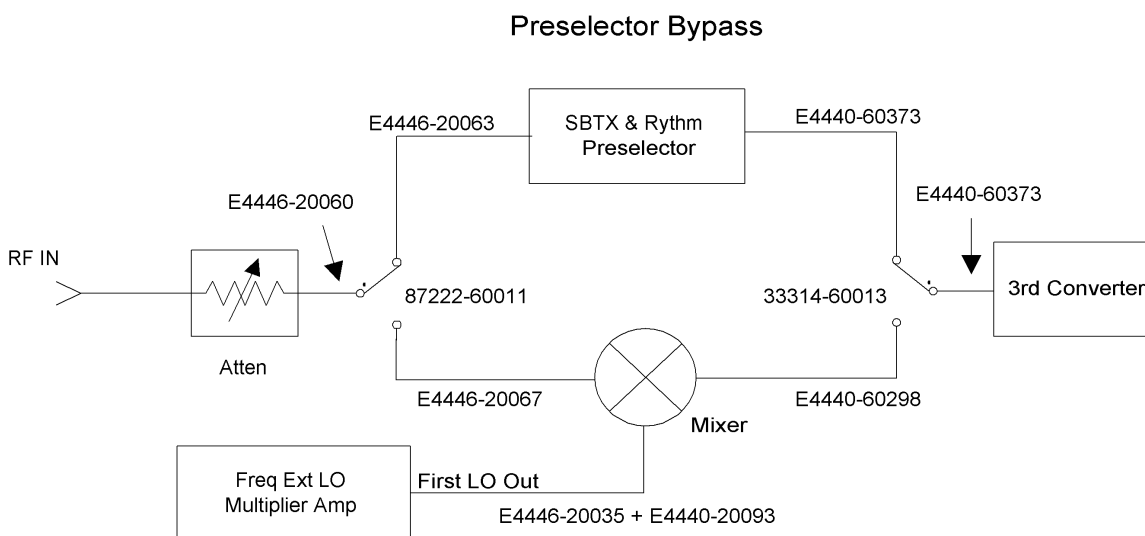 Preselector Bypass
E4446-20063
SBTX & Rythm
Preselector
E4440-60373
E4446-20060
E4440-60373
RF IN
87222-60011
33314-60013
3rd Converter
Atten
E4446-20067
E4440-60298
Mixer
Freq Ext LO
Multiplier Amp
First LO Out
E4446-20035 + E4440-20093